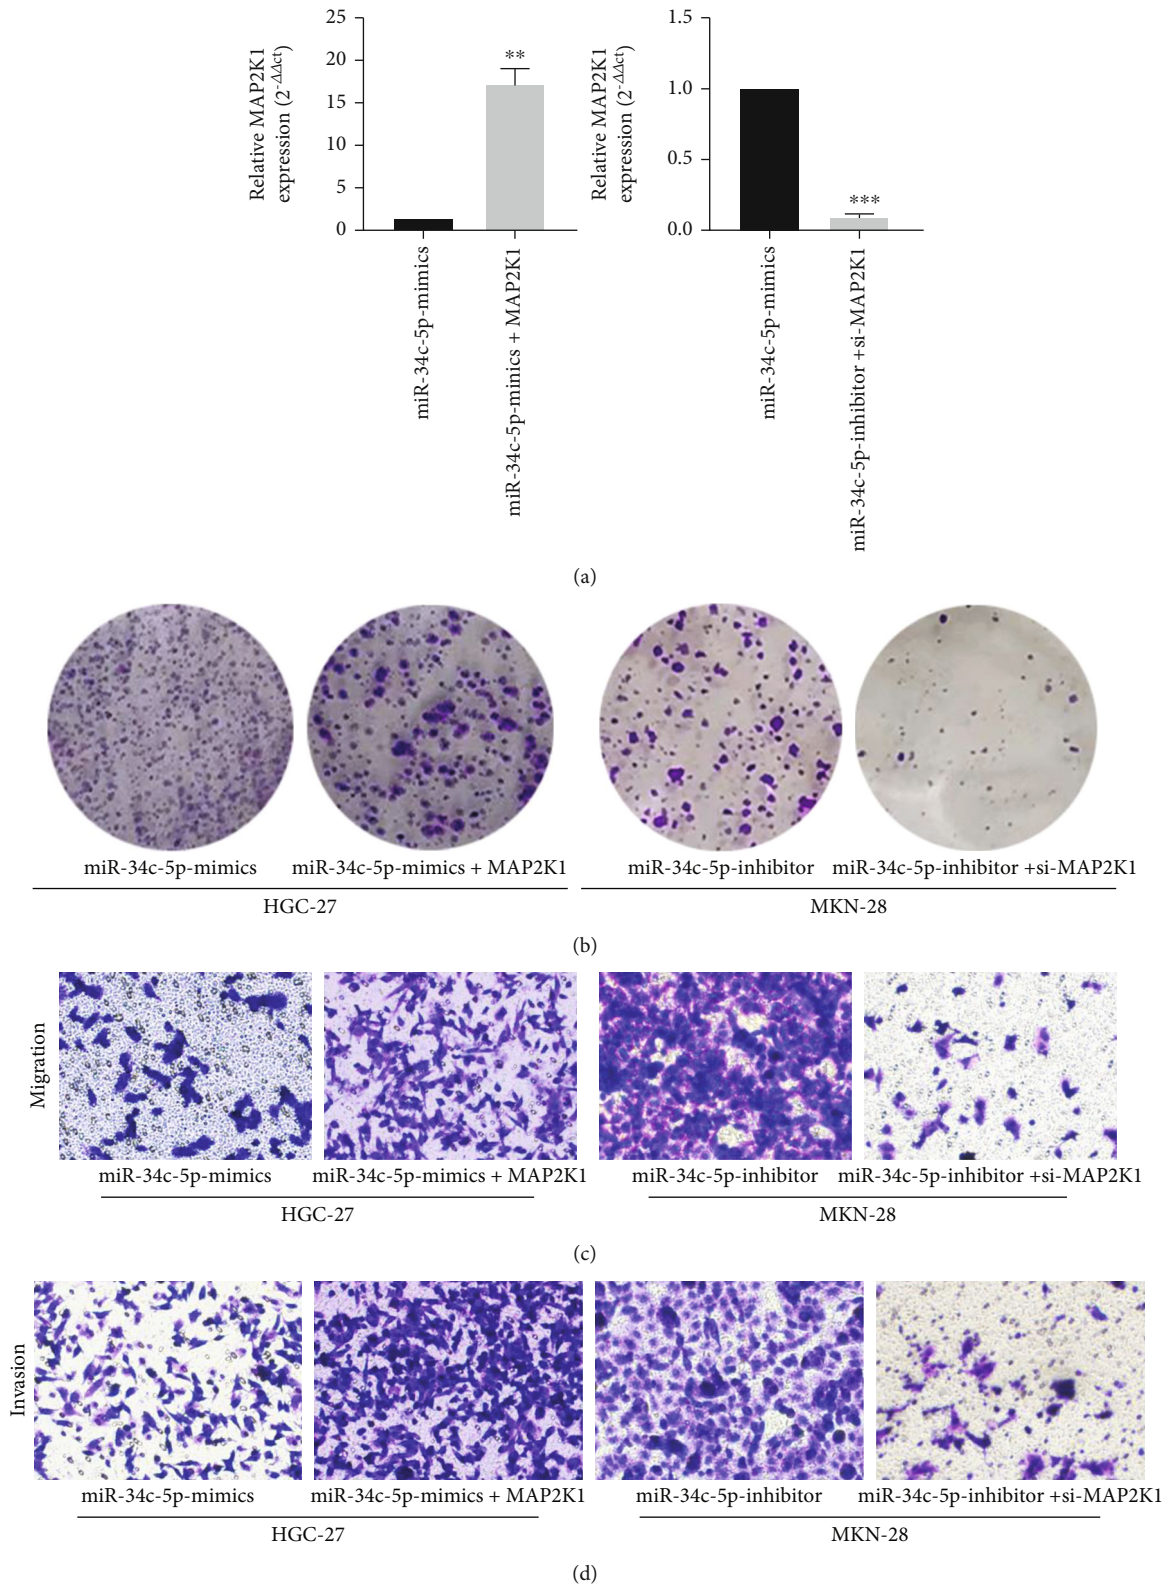 Relative MAP2K1
expression (2-ΔΔct)
25
20
15
10
5
0
**
miR-34c-5p-mimics
miR-34c-5p-minics + MAP2K1
Relative MAP2K1
expression (2-ΔΔct)
1.5
1.0
0.5
0.0
***
miR-34c-5p-mimics
miR-34c-5p-inhibitor +si-MAP2K1
(a)
miR-34c-5p-mimics
miR-34c-5p-mimics + MAP2K1
miR-34c-5p-inhibitor
miR-34c-5p-inhibitor +si-MAP2K1
HGC-27
MKN-28
(b)
Migration
miR-34c-5p-mimics
miR-34c-5p-mimics + MAP2K1
miR-34c-5p-inhibitor
miR-34c-5p-inhibitor +si-MAP2K1
HGC-27
MKN-28
(c)
Invasion
miR-34c-5p-mimics
miR-34c-5p-mimics + MAP2K1
miR-34c-5p-inhibitor
miR-34c-5p-inhibitor +si-MAP2K1
HGC-27
MKN-28
(d)